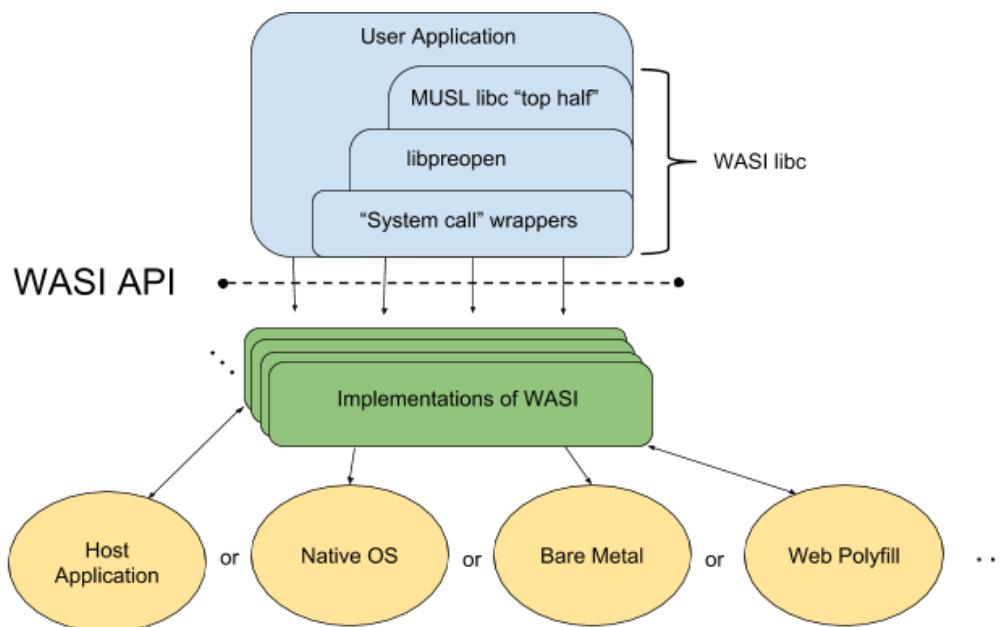 User Application
MUSL libc “top half”
libpreopen
WASI libc
“System call” wrappers
WASI API
Implementations of WASI
Host
Application
or
Native OS
or
Bare Metal
or
Web Polyfill